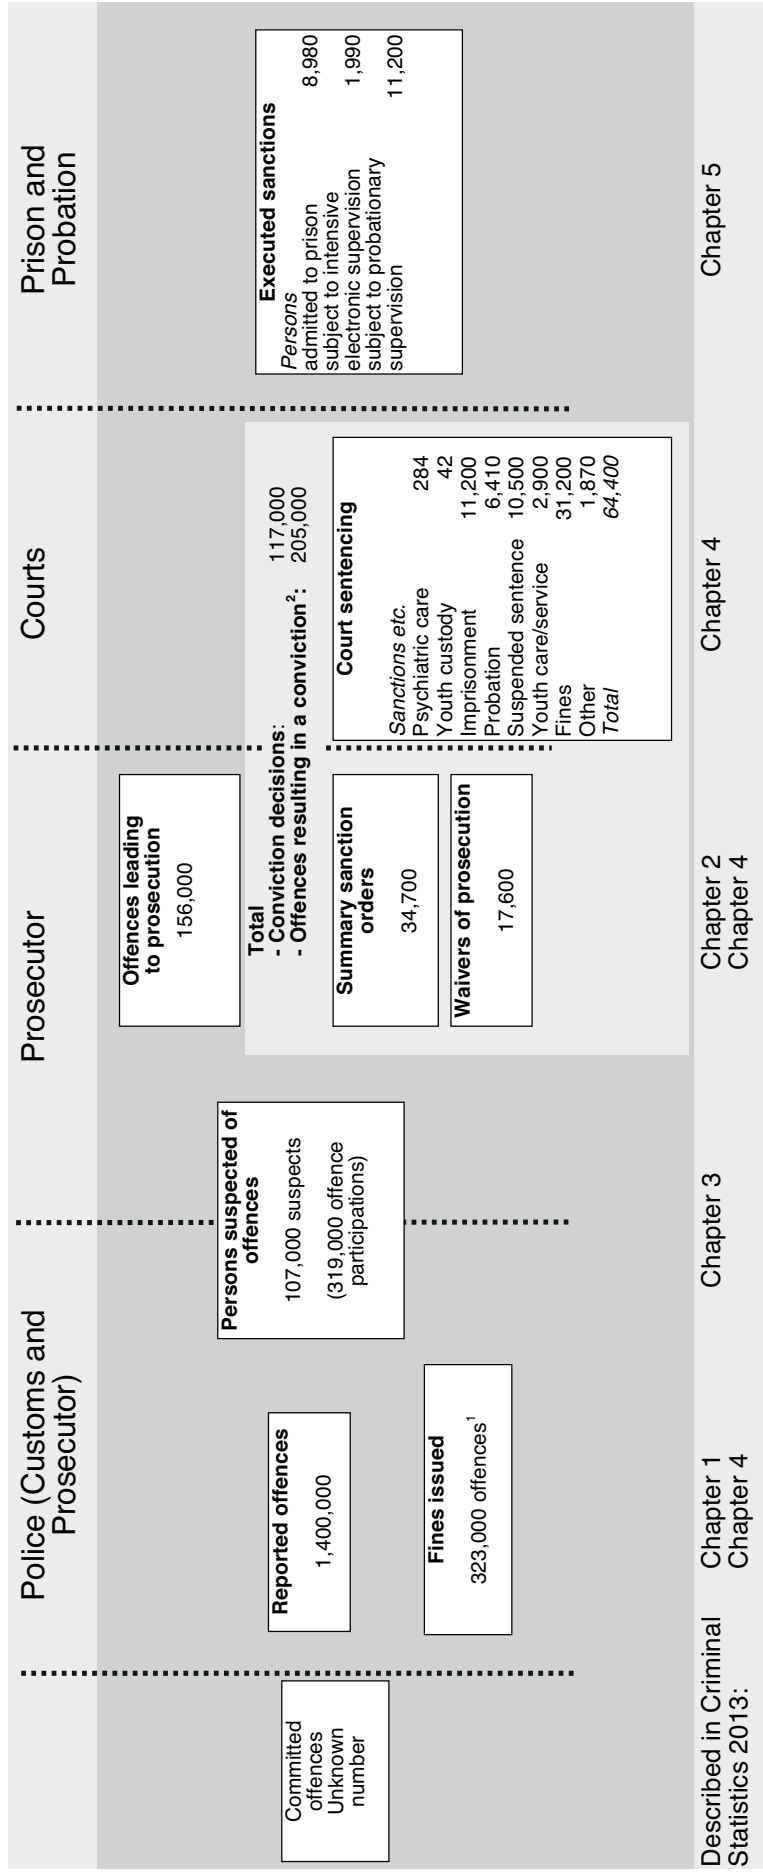 Police (Customs and
Prosecutor)
Prosecutor
Courts
Prison and
Probation
Committed
offences
Unknown
number
Reported offences
1,400,000
Fines issued
323,000 offences¹
Persons suspected of
offences
107,000 suspects
(319,000 offence
participations)
Offences leading
to prosecution
156,000
Total
- Conviction decisions: 117,000
- Offences resulting in a conviction²: 205,000
Summary sanction
orders
34,700
Waivers of prosecution
17,600
Court sentencing
Sanctions etc.
Psychiatric care 284
Youth custody 42
Imprisonment 11,200
Probation 6,410
Suspended sentence 10,500
Youth care/service 2,900
Fines 31,200
Other 1,870
Total 64,400
Executed sanctions
Persons
admitted to prison 8,980
subject to intensive
electronic supervision 1,990
subject to probationary
supervision 11,200
Described in Criminal
Statistics 2013:
Chapter 1
Chapter 4
Chapter 3
Chapter 2
Chapter 4
Chapter 4
Chapter 5